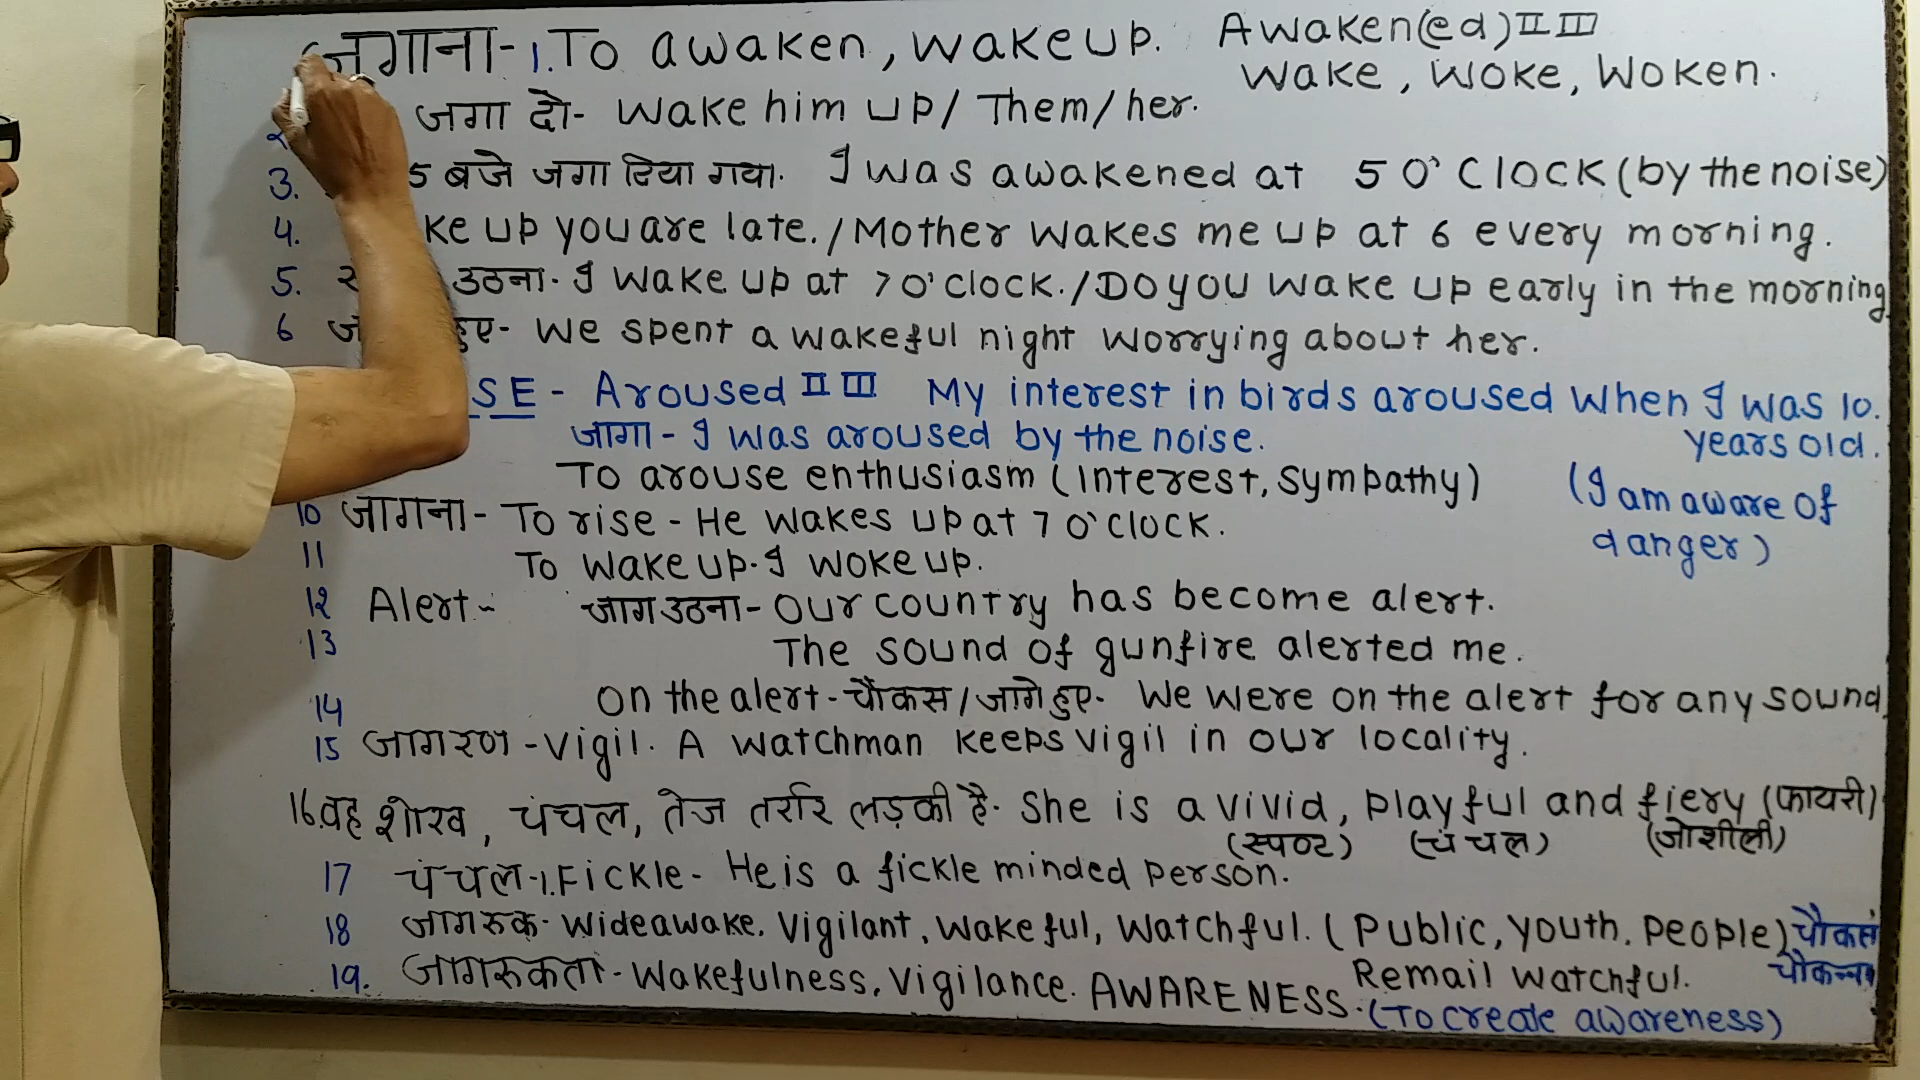 जगाना- 1. To awaken, wake up. Awaken(ed) II III
Wake, Woke, Woken.
जगा दो- Wake him up/ Them/her.
3. 5 बजे जगा दिया गया. I was awakened at 5 O'Clock (by the noise)
4. ke up you are late./Mother wakes me up at 6 every morning.
5. उठना. I wake up at 7 O'clock./Do you wake up early in the morning
6 हुए- We spent a wakeful night worrying about her.
SE - Aroused II III My interest in birds aroused when I was 10.
years old.
जागा - I was aroused by the noise.
To arouse enthusiasm (Interest, Sympathy)
(I am aware of
danger)
10 जागना- To rise - He wakes up at 7 O'clock.
11 To wake up. I woke up.
12 Alert - जाग उठना- Our country has become alert.
13 The sound of gunfire alerted me.
14 On the alert - चौकस/जागे हुए. We were on the alert for any sound.
15 जागरण - Vigil. A watchman keeps vigil in our locality.
16. वह शोख, चंचल, तेज तर्रार लड़की है. She is a vivid, playful and fiery (फायरी)
(स्पष्ट) (चंचल) (जोशीली)
17 चंचल-1. Fickle- He is a fickle minded person.
18 जागरुक- Wideawake. Vigilant, wakeful, watchful. (Public, youth. people) चौकस
19. जागरुकता - Wakefulness, Vigilance. AWARENESS. Remail watchful. चौकन्ना
(To create awareness)